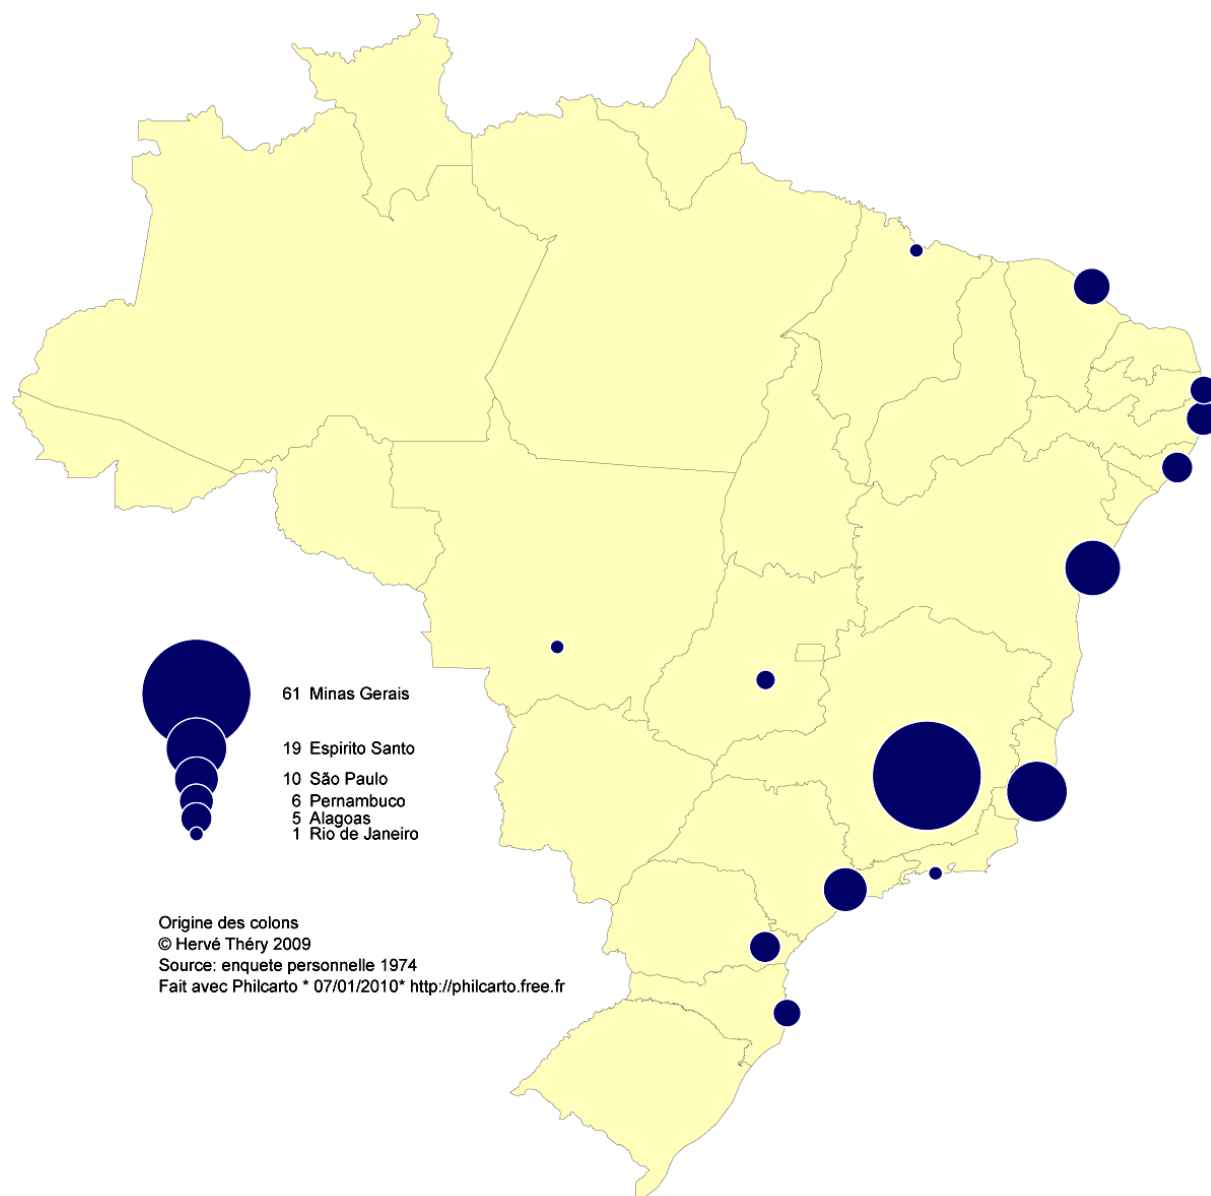 61 Minas Gerais
19 Espirito Santo
10 São Paulo
6 Pernambuco
5 Alagoas
1 Rio de Janeiro
Origine des colons
© Hervé Théry 2009
Source: enquete personnelle 1974
Fait avec Philcarto * 07/01/2010* http://philcarto.free.fr